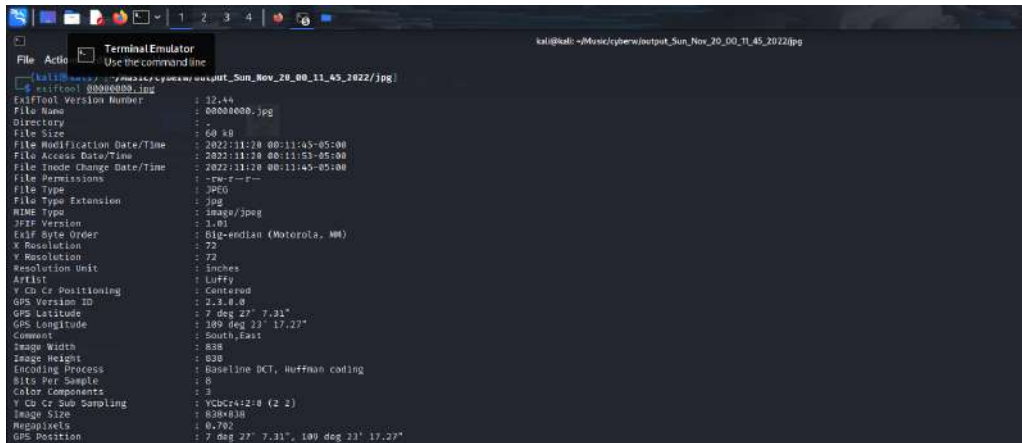 1 2 3 4
kali@kali: ~/Music/cyberw/output_Sun_Nov_20_00_11_45_2022/jpg
Terminal Emulator
Use the command line
File Actio
~/Music/cyberw/output_Sun_Nov_20_00_11_45_2022/jpg]
$ exiftool 00000000.jpg
ExifTool Version Number : 12.44
File Name : 00000000.jpg
Directory : .
File Size : 60 kB
File Modification Date/Time : 2022:11:20 00:11:45-05:00
File Access Date/Time : 2022:11:20 00:11:53-05:00
File Inode Change Date/Time : 2022:11:20 00:11:45-05:00
File Permissions : -rw-r--r--
File Type : JPEG
File Type Extension : jpg
MIME Type : image/jpeg
JFIF Version : 1.01
Exif Byte Order : Big-endian (Motorola, MM)
X Resolution : 72
Y Resolution : 72
Resolution Unit : inches
Artist : Luffy
Y Cb Cr Positioning : Centered
GPS Version ID : 2.3.0.0
GPS Latitude : 7 deg 27' 7.31"
GPS Longitude : 109 deg 23' 17.27"
Comment : South,East
Image Width : 838
Image Height : 838
Encoding Process : Baseline DCT, Huffman coding
Bits Per Sample : 8
Color Components : 3
Y Cb Cr Sub Sampling : YCbCr4:2:0 (2 2)
Image Size : 838x838
Megapixels : 0.702
GPS Position : 7 deg 27' 7.31", 109 deg 23' 17.27"